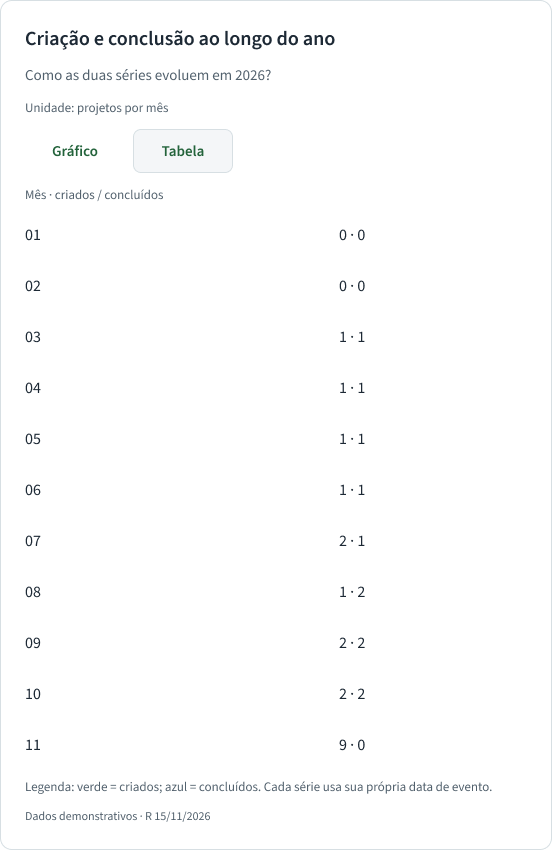 Criação e conclusão ao longo do ano
Como as duas séries evoluem em 2026?
Unidade: projetos por mês
Gráfico Tabela
Mês · criados / concluídos
01 0 · 0
02 0 · 0
03 1 · 1
04 1 · 1
05 1 · 1
06 1 · 1
07 2 · 1
08 1 · 2
09 2 · 2
10 2 · 2
11 9 · 0
Legenda: verde = criados; azul = concluídos. Cada série usa sua própria data de evento.
Dados demonstrativos · R 15/11/2026